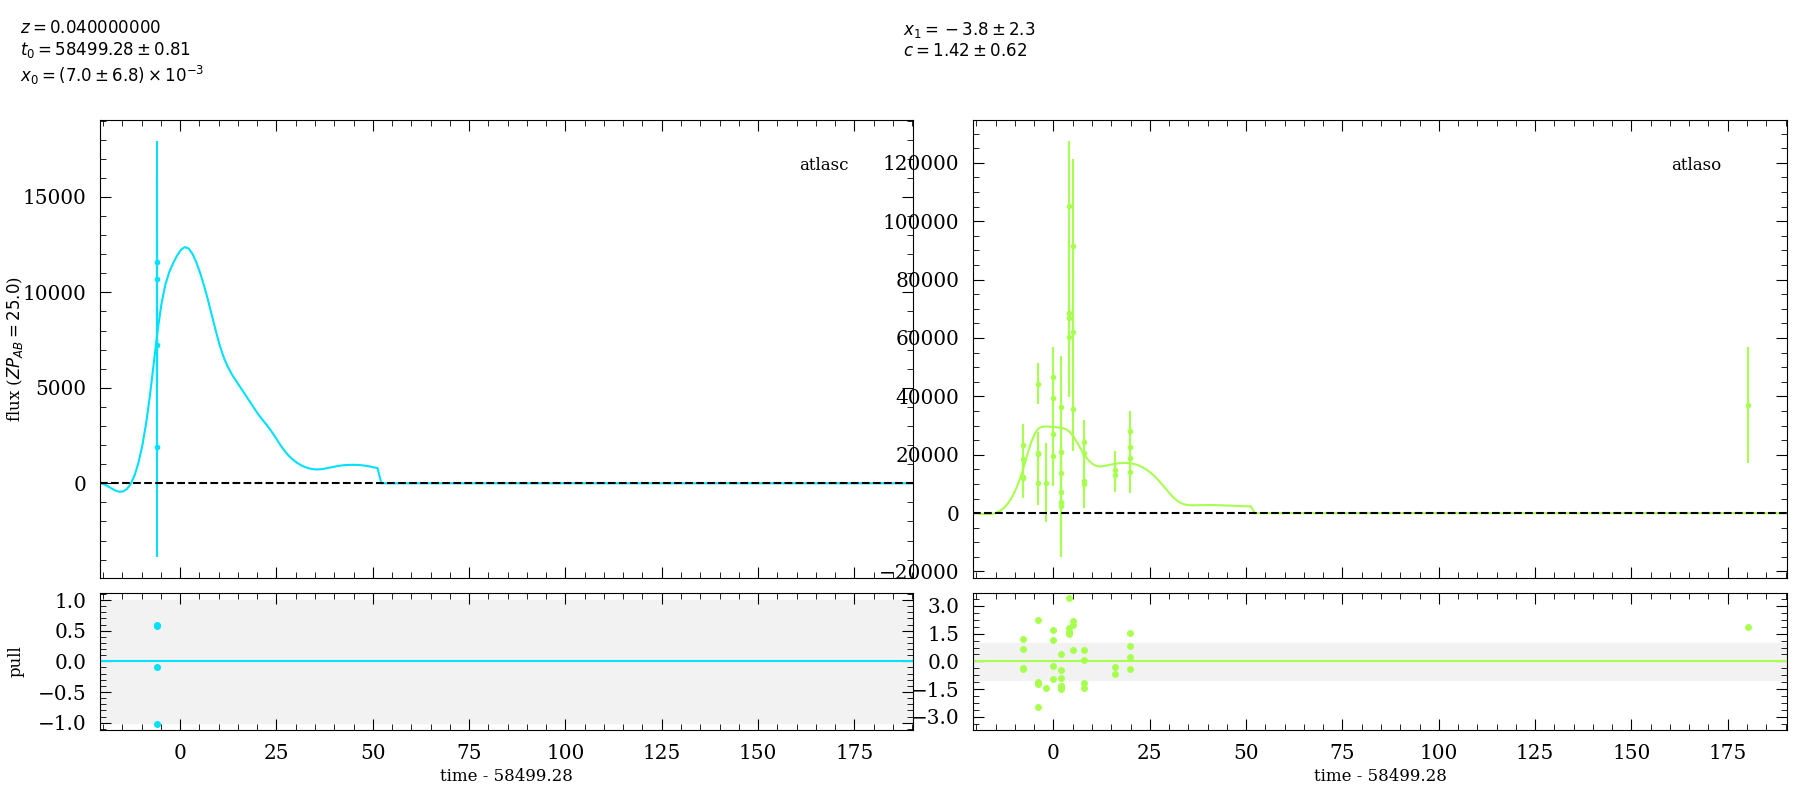 z = 0.040000000
t₀ = 58499.28 ± 0.81
x₀ = (7.0 ± 6.8) × 10⁻³
x₁ = −3.8 ± 2.3
c = 1.42 ± 0.62
atlasc
15000
10000
5000
0
flux (ZP_AB = 25.0)
atlaso
120000
100000
80000
60000
40000
20000
0
−20000
1.0
0.5
0.0
−0.5
−1.0
pull
0 25 50 75 100 125 150 175
time - 58499.28
3.0
1.5
0.0
−1.5
−3.0
0 25 50 75 100 125 150 175
time - 58499.28